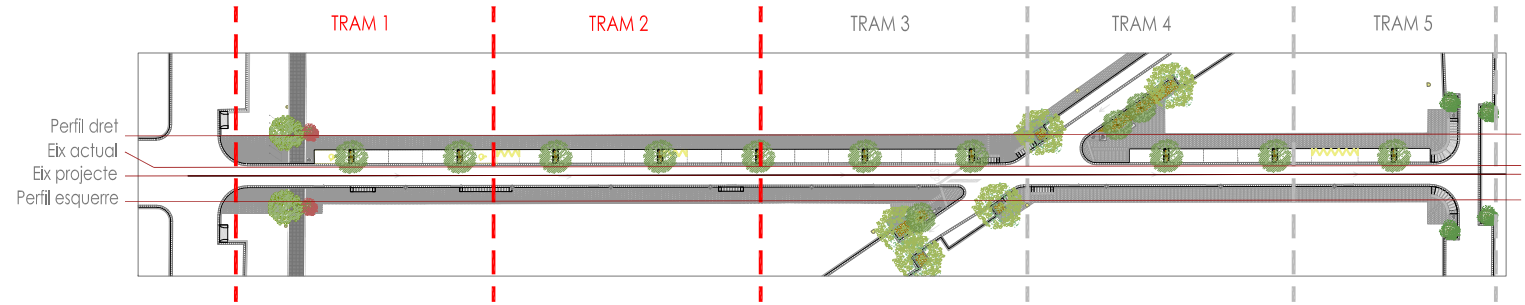 TRAM 1
TRAM 2
TRAM 3
TRAM 4
TRAM 5
Perfil dret
Eix actual
Eix projecte
Perfil esquerre